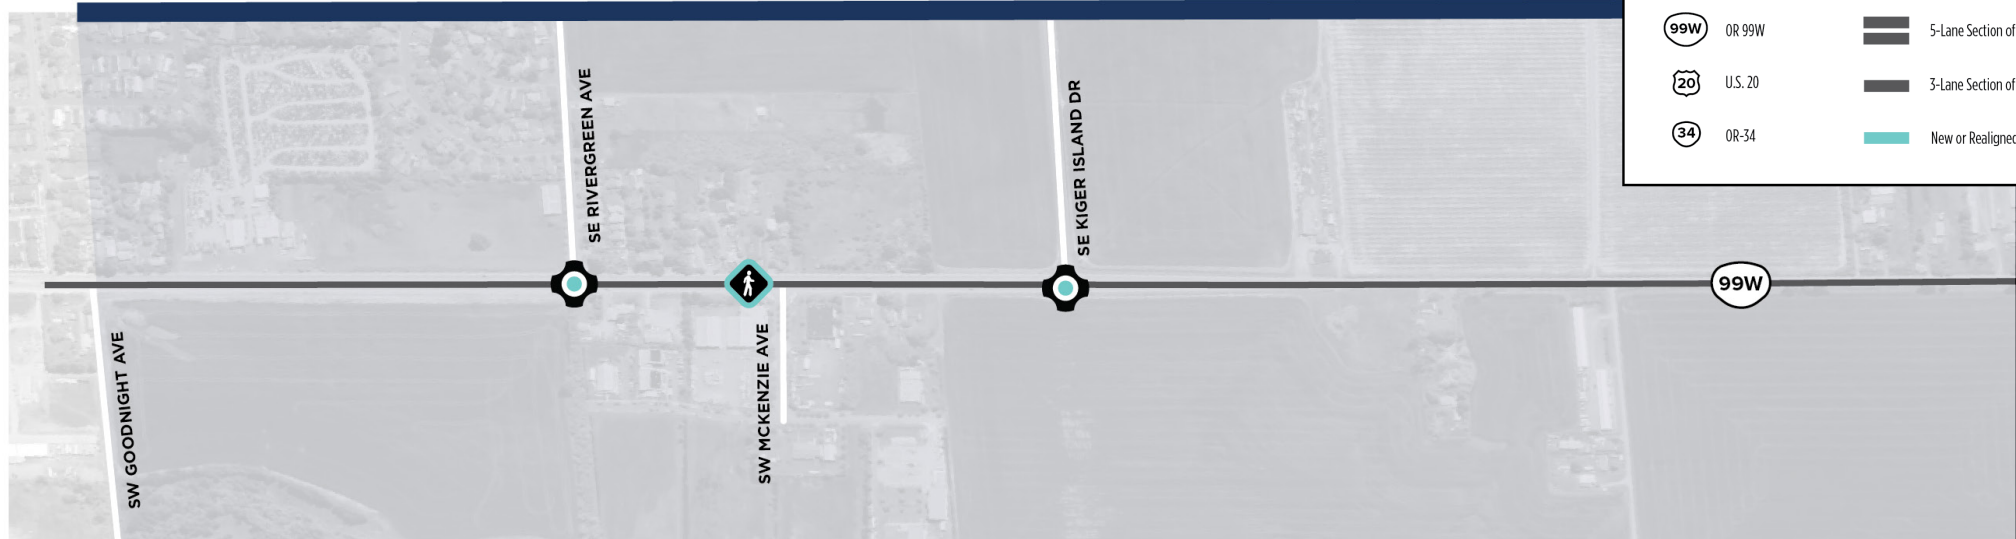 99W OR 99W 5-Lane Section of
20 U.S. 20 3-Lane Section of
34 OR-34 New or Realigned
SE RIVERGREEN AVE
SE KIGER ISLAND DR
99W
SW GOODNIGHT AVE
SW MCKENZIE AVE